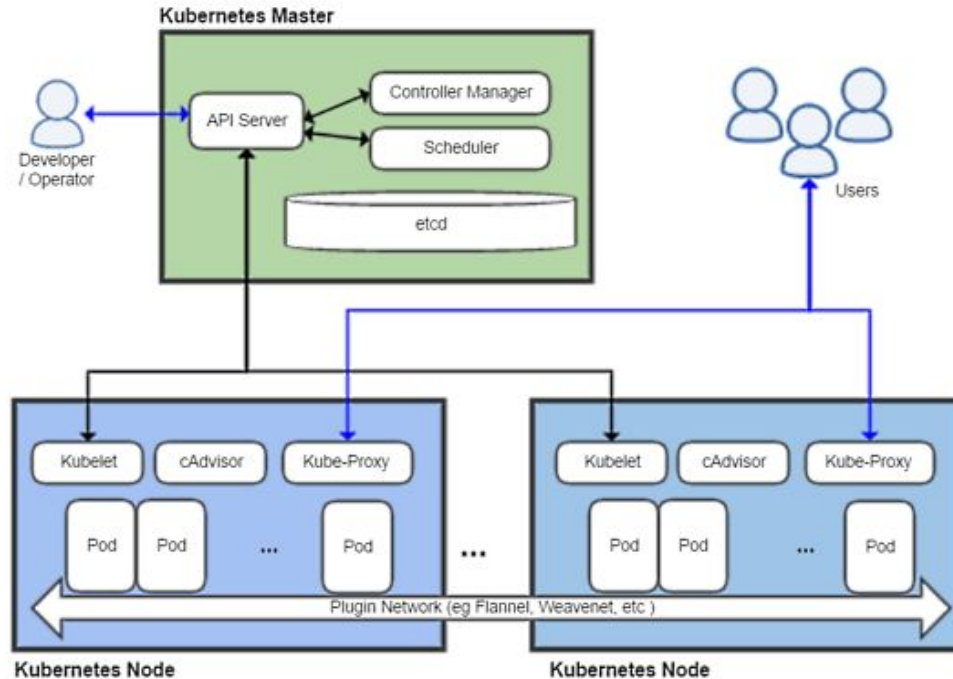 Kubernetes Master
API Server
Controller Manager
Scheduler
etcd
Developer
/ Operator
Users
Kubelet
cAdvisor
Kube-Proxy
Pod
Pod
...
Pod
...
Kubelet
cAdvisor
Kube-Proxy
Pod
Pod
...
Pod
Plugin Network (eg Flannel, Weavenet, etc )
Kubernetes Node
Kubernetes Node